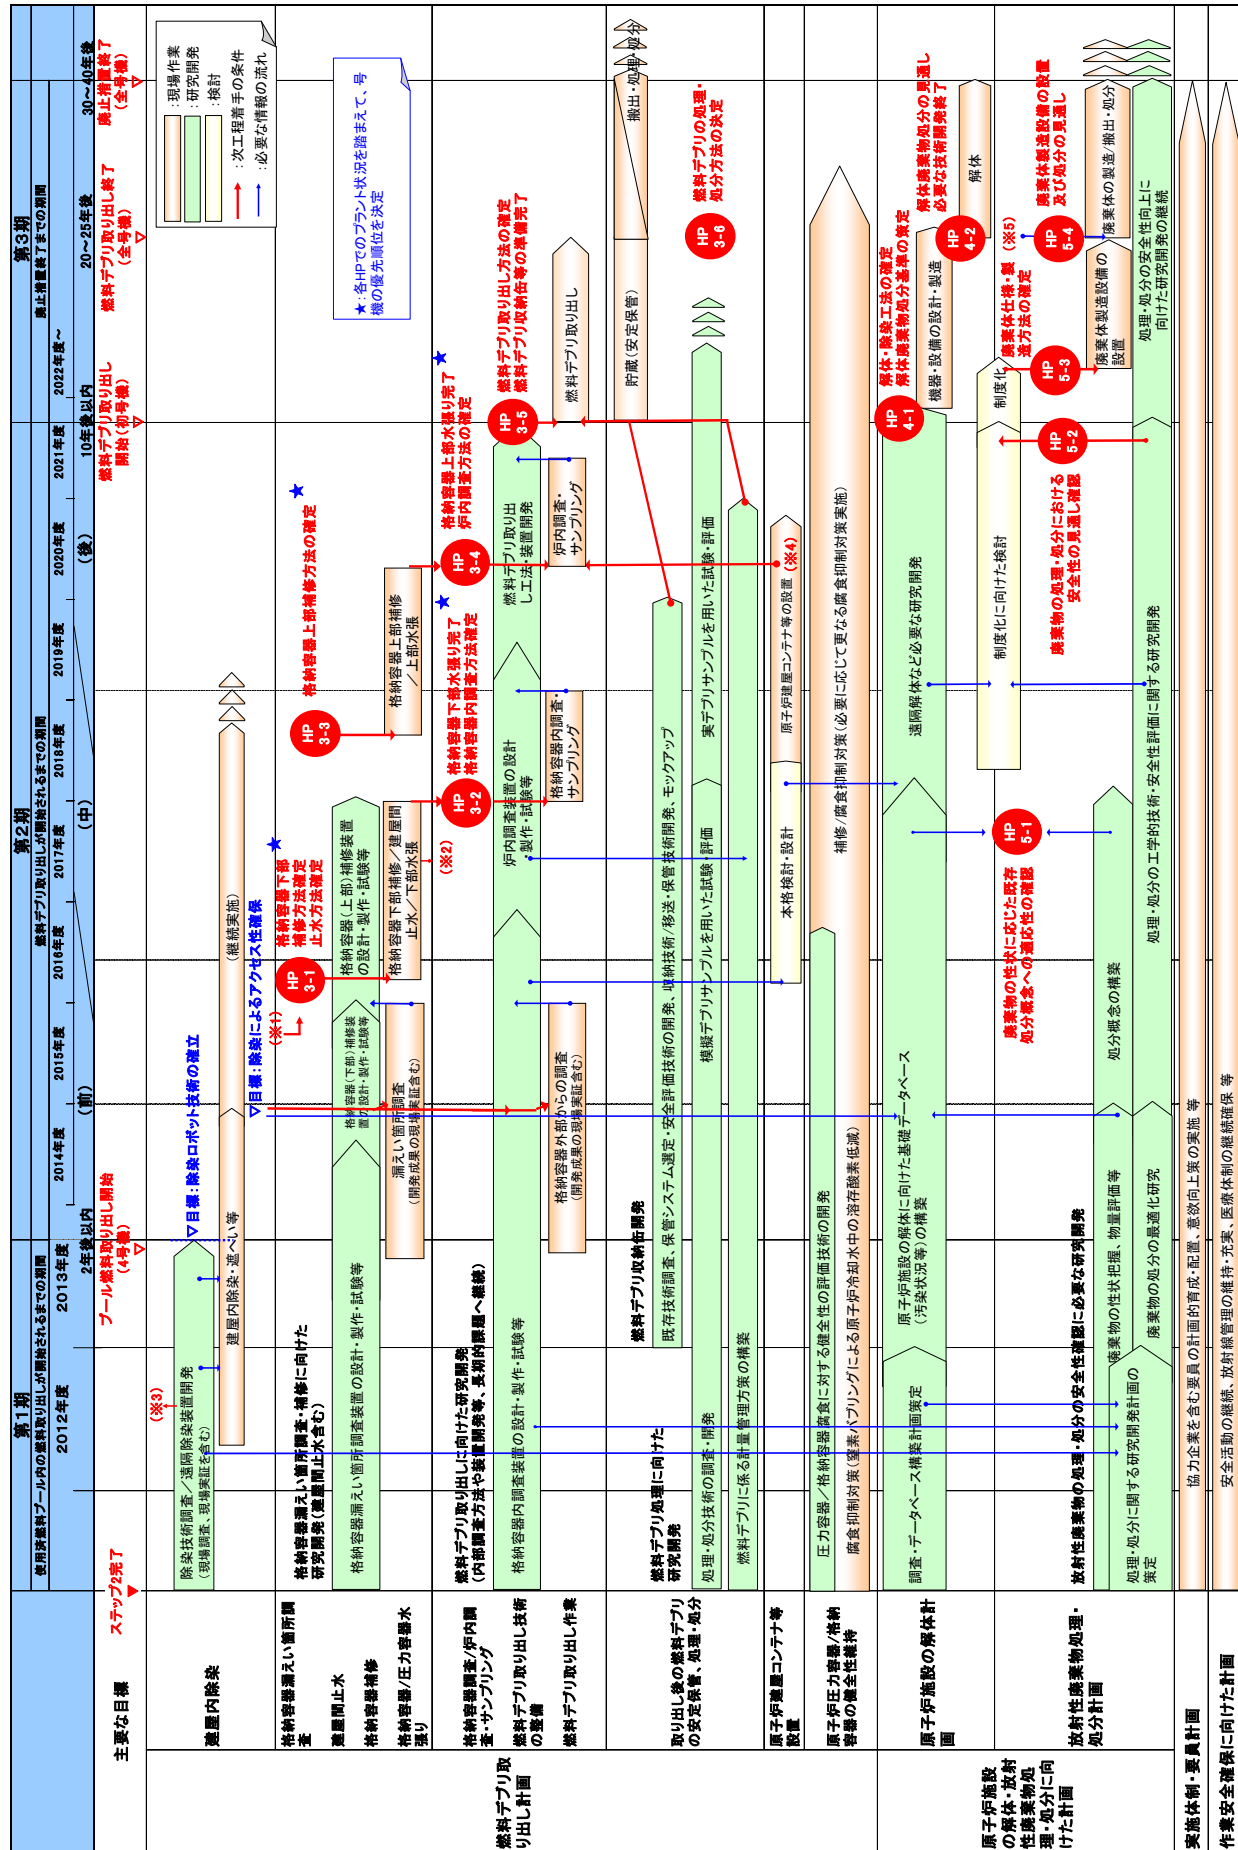 第１期
第２期
第３期
使用済燃料プール内の燃料取り出しが開始されるまでの期間
燃料デブリ取り出しが開始されるまでの期間
廃止措置終了までの期間
2012年度
2013年度
2014年度
2015年度
2016年度
2017年度
2018年度
2019年度
2020年度
2021年度
2022年度～
20～25年後
30～40年後
2年後以内
(前)
(中)
(後)
10年後以内
主要な目標
ステップ2完了
プール燃料取り出し開始
(4号機)
燃料デブリ取り出し
開始(初号機)
燃料デブリ取り出し終了
(全号機)
廃止措置終了
(全号機)
：現場作業
：研究開発
：検討
：次工程着手の条件
：必要な情報の流れ
★：各HPでのプラント状況を踏まえて、号
機の優先順位を決定
燃料デブリ取
り出し計画
建屋内除染
(※3)
除染技術調査／遠隔除染装置開発
(現場調査、現場実証を含む)
▽目標：除染ロボット技術の確立
建屋内除染・遮へい等
(継続実施)
▽目標：除染によるアクセス性確保
格納容器漏えい箇所調
査
建屋間止水
格納容器補修
格納容器/圧力容器水
張り
格納容器漏えい箇所調査・補修に向けた
研究開発(建屋間止水含む)
格納容器漏えい箇所調査装置の設計・製作・試験等
格納容器(下部)補修装
置の設計・製作・試験等
格納容器(上部)補修装置
の設計・製作・試験等
漏えい箇所調査
(開発成果の現場実証含む)
格納容器下部補修／建屋間
止水／下部水張
格納容器上部補修
／上部水張
(※1)
HP
3-1
格納容器下部
補修方法確定
止水方法確定
★
(※2)
HP
3-3
格納容器上部補修方法の確定
★
格納容器調査/炉内調
査・サンプリング
燃料デブリ取り出し技術
の整備
燃料デブリ取り出し作業
燃料デブリ取り出しに向けた研究開発
(内部調査方法や装置開発等、長期的課題へ継続)
格納容器内調査装置の設計・製作・試験等
炉内調査装置の設計
製作・試験等
燃料デブリ取り出
し工法・装置開発
格納容器外部からの調査
(開発成果の現場実証含む)
格納容器内調査・
サンプリング
炉内調査・
サンプリング
燃料デブリ取り出し
HP
3-2
格納容器下部水張り完了
格納容器内調査方法確定
★
HP
3-4
格納容器上部水張り完了
炉内調査方法の確定
★
HP
3-5
燃料デブリ取り出し方法の確定
燃料デブリ収納缶等の準備完了
取り出し後の燃料デブリ
の安定保管、処理・処分
燃料デブリ収納缶開発
既存技術調査、保管システム選定・安全評価技術の開発、収納技術/移送・保管技術開発、モックアップ
貯蔵(安定保管)
搬出・処理・処分
燃料デブリ処理に向けた
研究開発
処理・処分技術の調査・開発
模擬デブリサンプルを用いた試験・評価
実デブリサンプルを用いた試験・評価
燃料デブリに係る計量管理方策の構築
HP
3-6
燃料デブリの処理・
処分方法の決定
原子炉建屋コンテナ等
設置
本格検討・設計
原子炉建屋コンテナ等の設置
(※4)
原子炉圧力容器/格納
容器の健全性維持
圧力容器／格納容器腐食に対する健全性の評価技術の開発
腐食抑制対策(窒素バブリングによる原子炉冷却水中の溶存酸素低減)
補修/腐食抑制対策(必要に応じて更なる腐食抑制対策実施)
原子炉施設
の解体・放射
性廃棄物処
理・処分に向
けた計画
原子炉施設の解体計
画
調査・データベース構築計画策定
原子炉施設の解体に向けた基礎データベース
(汚染状況等)の構築
遠隔解体など必要な研究開発
機器・設備の設計・製造
解体
HP
4-1
解体・除染工法の確定
解体廃棄物処分基準の策定
HP
4-2
解体廃棄物処分の見通し
必要な技術開発終了
放射性廃棄物処理・
処分計画
放射性廃棄物の処理・処分の安全性確認に必要な研究開発
処理・処分に関する研究開発計画の
策定
廃棄物の性状把握、物量評価等
廃棄物の処分の最適化研究
処分概念の構築
処理・処分の工学的技術・安全性評価に関する研究開発
処理・処分の安全性向上に
向けた研究開発の継続
制度化に向けた検討
制度化
HP
5-1
廃棄物の性状に応じた既存
処分概念への適応性の確認
HP
5-2
廃棄物の処理・処分における
安全性の見通し確認
HP
5-3
廃棄体仕様・製
造方法の確定
(※5)
HP
5-4
廃棄体製造設備の設置
及び処分の見通し
廃棄体製造設備の
設置
廃棄体の製造/搬出・処分
実施体制・要員計画
協力企業を含む要員の計画的育成・配置、意欲向上策の実施 等
作業安全確保に向けた計画
安全活動の継続、放射線管理の維持・充実、医療体制の継続確保 等